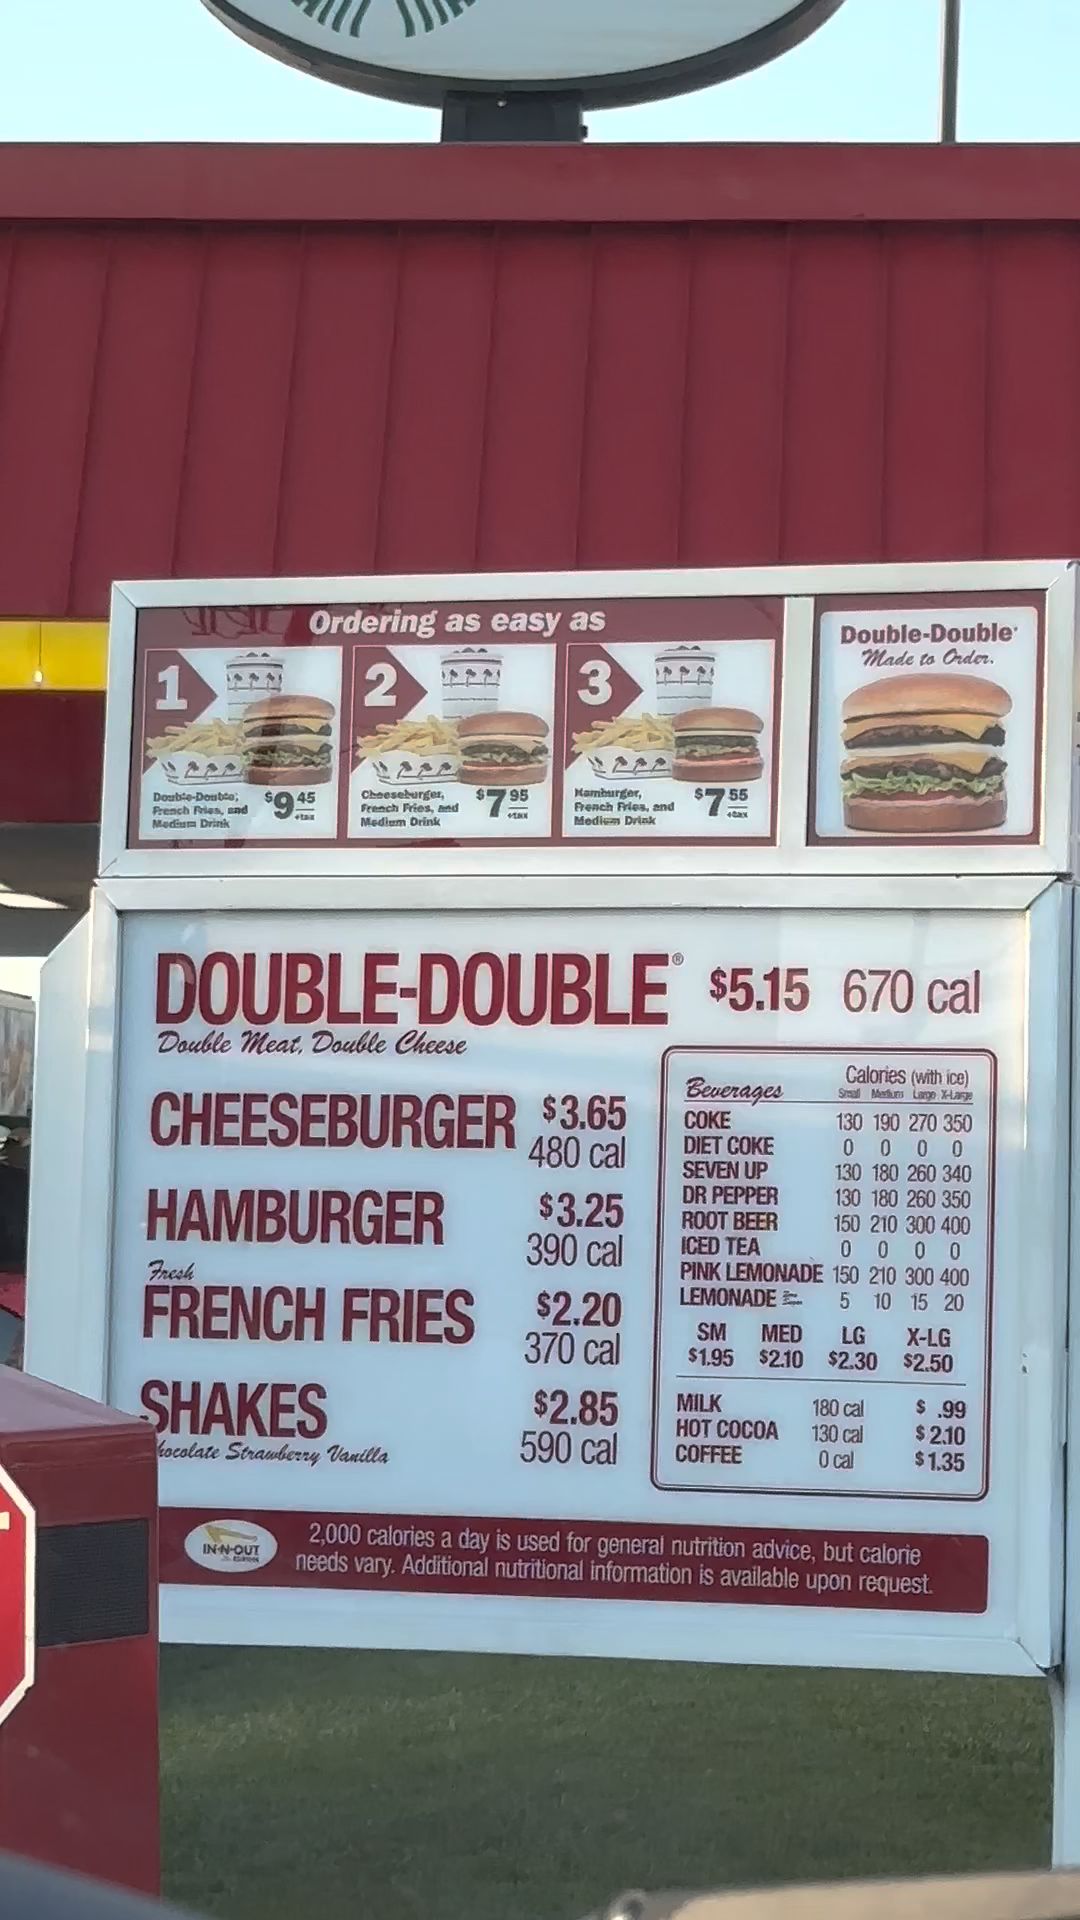 Ordering as easy as
1
2
3
Double-Double,
French Fries, and
Medium Drink
$9 45
+tax
Cheeseburger,
French Fries, and
Medium Drink
$7 95
+tax
Hamburger,
French Fries, and
Medium Drink
$7 55
+tax
Double-Double®
Made to Order.
DOUBLE-DOUBLE® $5.15 670 cal
Double Meat, Double Cheese
CHEESEBURGER $3.65
480 cal
HAMBURGER $3.25
390 cal
Fresh
FRENCH FRIES $2.20
370 cal
SHAKES $2.85
590 cal
Chocolate Strawberry Vanilla
Beverages Calories (with ice)
Small Medium Large X-Large
COKE 130 190 270 350
DIET COKE 0 0 0 0
SEVEN UP 130 180 260 340
DR PEPPER 130 180 260 350
ROOT BEER 150 210 300 400
ICED TEA 0 0 0 0
PINK LEMONADE 150 210 300 400
LEMONADE 5 10 15 20
SM MED LG X-LG
$1.95 $2.10 $2.30 $2.50
MILK 180 cal $ .99
HOT COCOA 130 cal $2.10
COFFEE 0 cal $1.35
IN-N-OUT
2,000 calories a day is used for general nutrition advice, but calorie
needs vary. Additional nutritional information is available upon request.